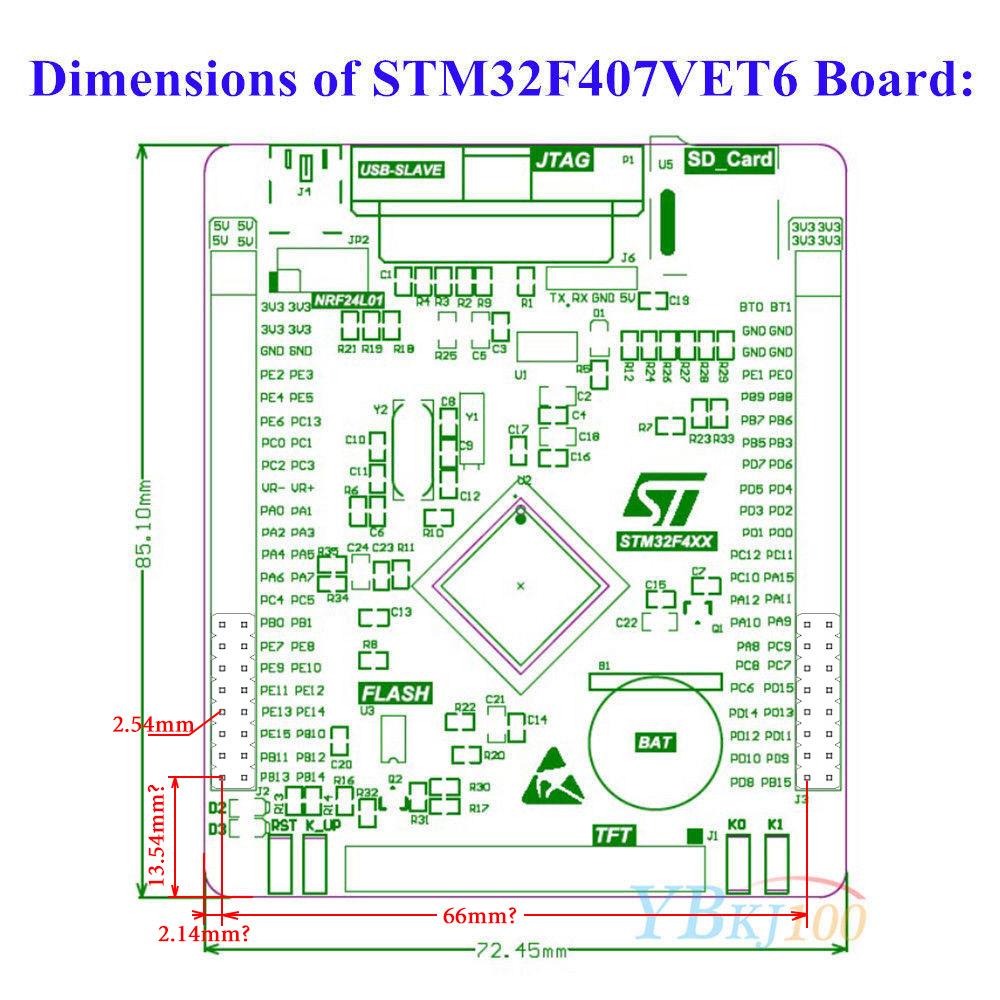 Dimensions of STM32F407VET6 Board:
J4
USB-SLAVE
JTAG
P1
U5
SD_Card
5V 5V
5V 5V
JP2
3V3 3V3
3V3 3V3
C1
R4 R3 R2 R9
R1
J6
TX RX GND 5V
C19
NRF24L01
3V3 3V3
BT0 BT1
D1
3V3 3V3
GND GND
R21 R19 R18
R25 C5 C3
GND GND
GND GND
U1
R5
R12 R24 R26 R27 R28 R29
PE2 PE3
PE1 PE0
PE4 PE5
PB9 PB8
Y2
C8
Y1
C2
C4
PE6 PC13
PB7 PB6
R7
R23 R33
C10
C9
C17
C18
PC0 PC1
PB5 PB3
C11
C16
PC2 PC3
PD7 PD6
VR- VR+
R6
C12
U2
PD5 PD4
PA0 PA1
PD3 PD2
C6
R10
PA2 PA3
PD1 PD0
STM32F4XX
85.10mm
PA4 PA5
R35
C24 C23 R11
PC12 PC11
PA6 PA7
PC10 PA15
C7
R34
C15
PC4 PC5
PA12 PA11
C13
C22
Q1
PB0 PB1
PA10 PA9
R8
PE7 PE8
PA8 PC9
PE9 PE10
B1
PC8 PC7
PE11 PE12
FLASH
PC6 PD15
U3
R22
C21
C14
PE13 PE14
PD14 PD13
2.54mm
PE15 PB10
BAT
PD12 PD11
C20
R20
PB11 PB12
PD10 PD9
PB13 PB14
R16
Q2
R30
PD8 PB15
J2
R13
R14
R32
R31
R17
J3
D2
D3
RST K_UP
TFT
J1
K0 K1
13.54mm?
66mm?
YBKJ100
2.14mm?
72.45mm